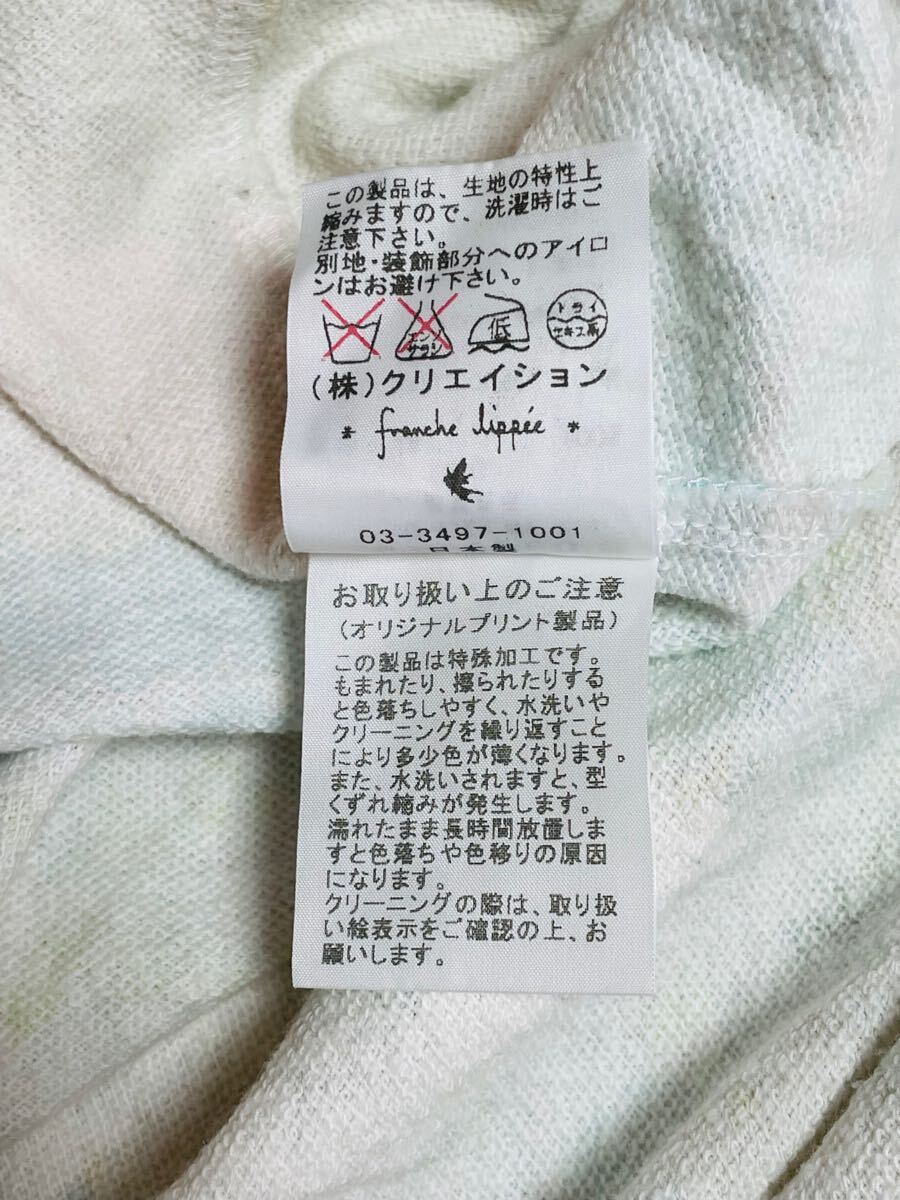 この製品は、生地の特性上
縮みますので、洗濯時はご
注意下さい。
別地・装飾部分へのアイロ
ンはお避け下さい。
エンソ
サラシ
低
ドライ
セキユ系
(株)クリエイション
* franche lippée *
03-3497-1001
日本製
お取り扱い上のご注意
(オリジナルプリント製品)
この製品は特殊加工です。
もまれたり、擦られたりする
と色落ちしやすく、水洗いや
クリーニングを繰り返すこと
により多少色が薄くなります。
また、水洗いされますと、型
くずれ縮みが発生します。
濡れたまま長時間放置しま
すと色落ちや色移りの原因
になります。
クリーニングの際は、取り扱
い絵表示をご確認の上、お
願いします。